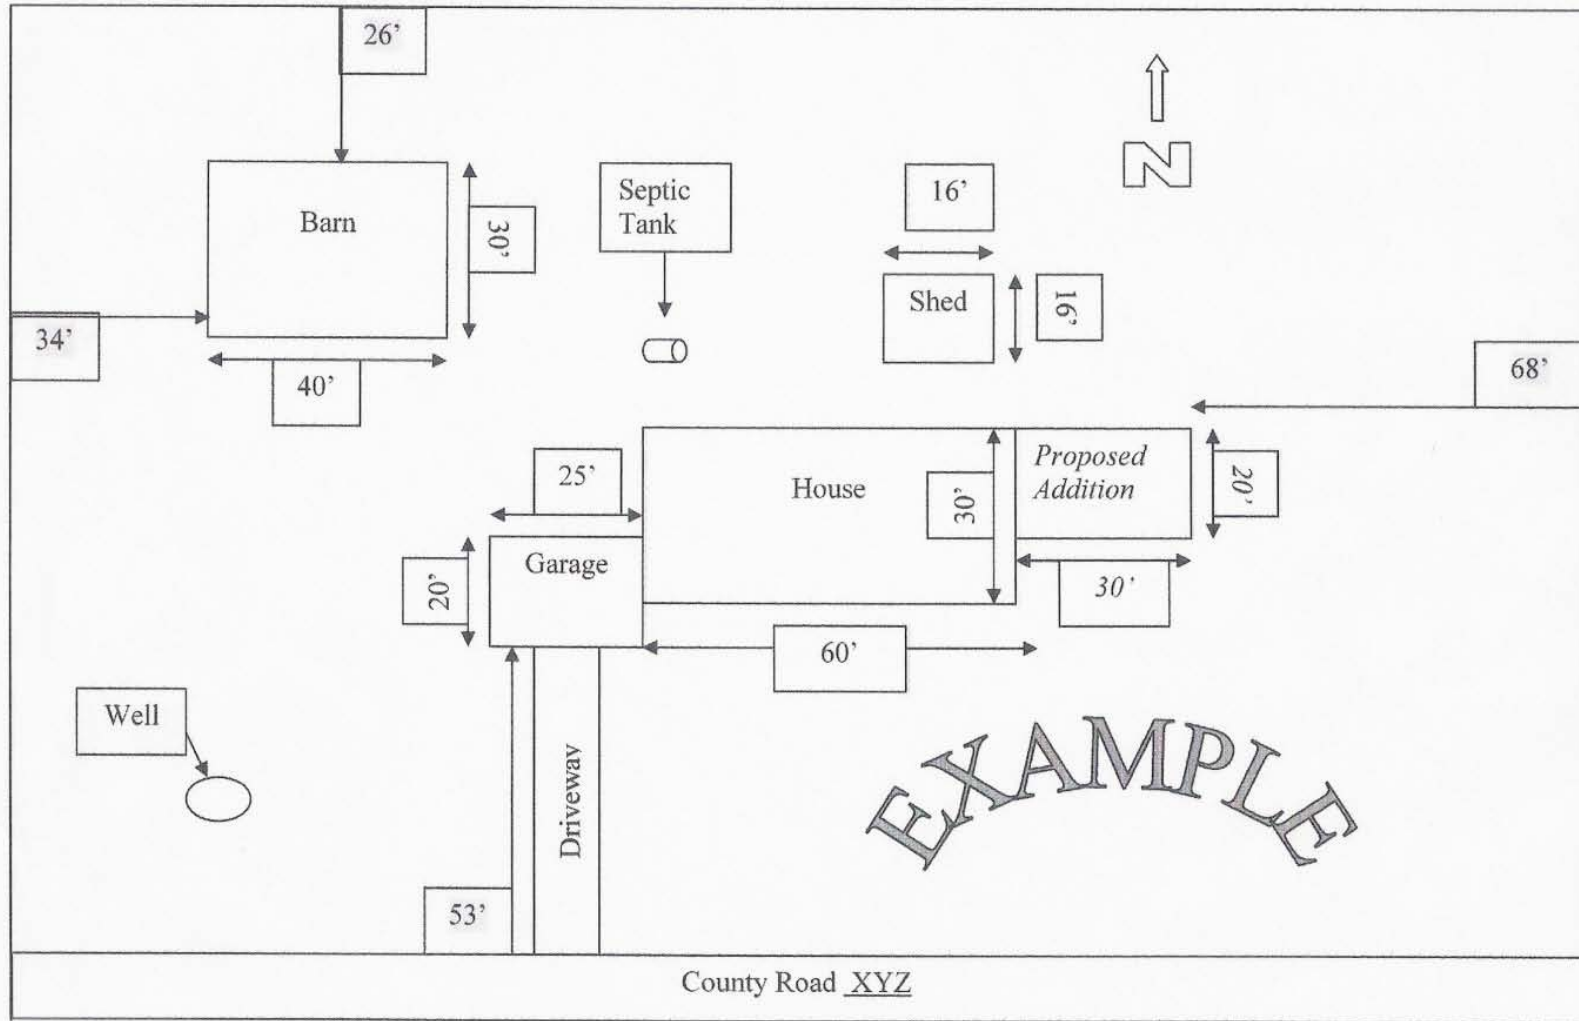 26’
N
Barn
30’
Septic
Tank
16’
Shed
16’
34’
40’
68’
25’
House
30’
Proposed
Addition
20’
Garage
20’
30’
60’
Well
Driveway
EXAMPLE
53’
County Road XYZ